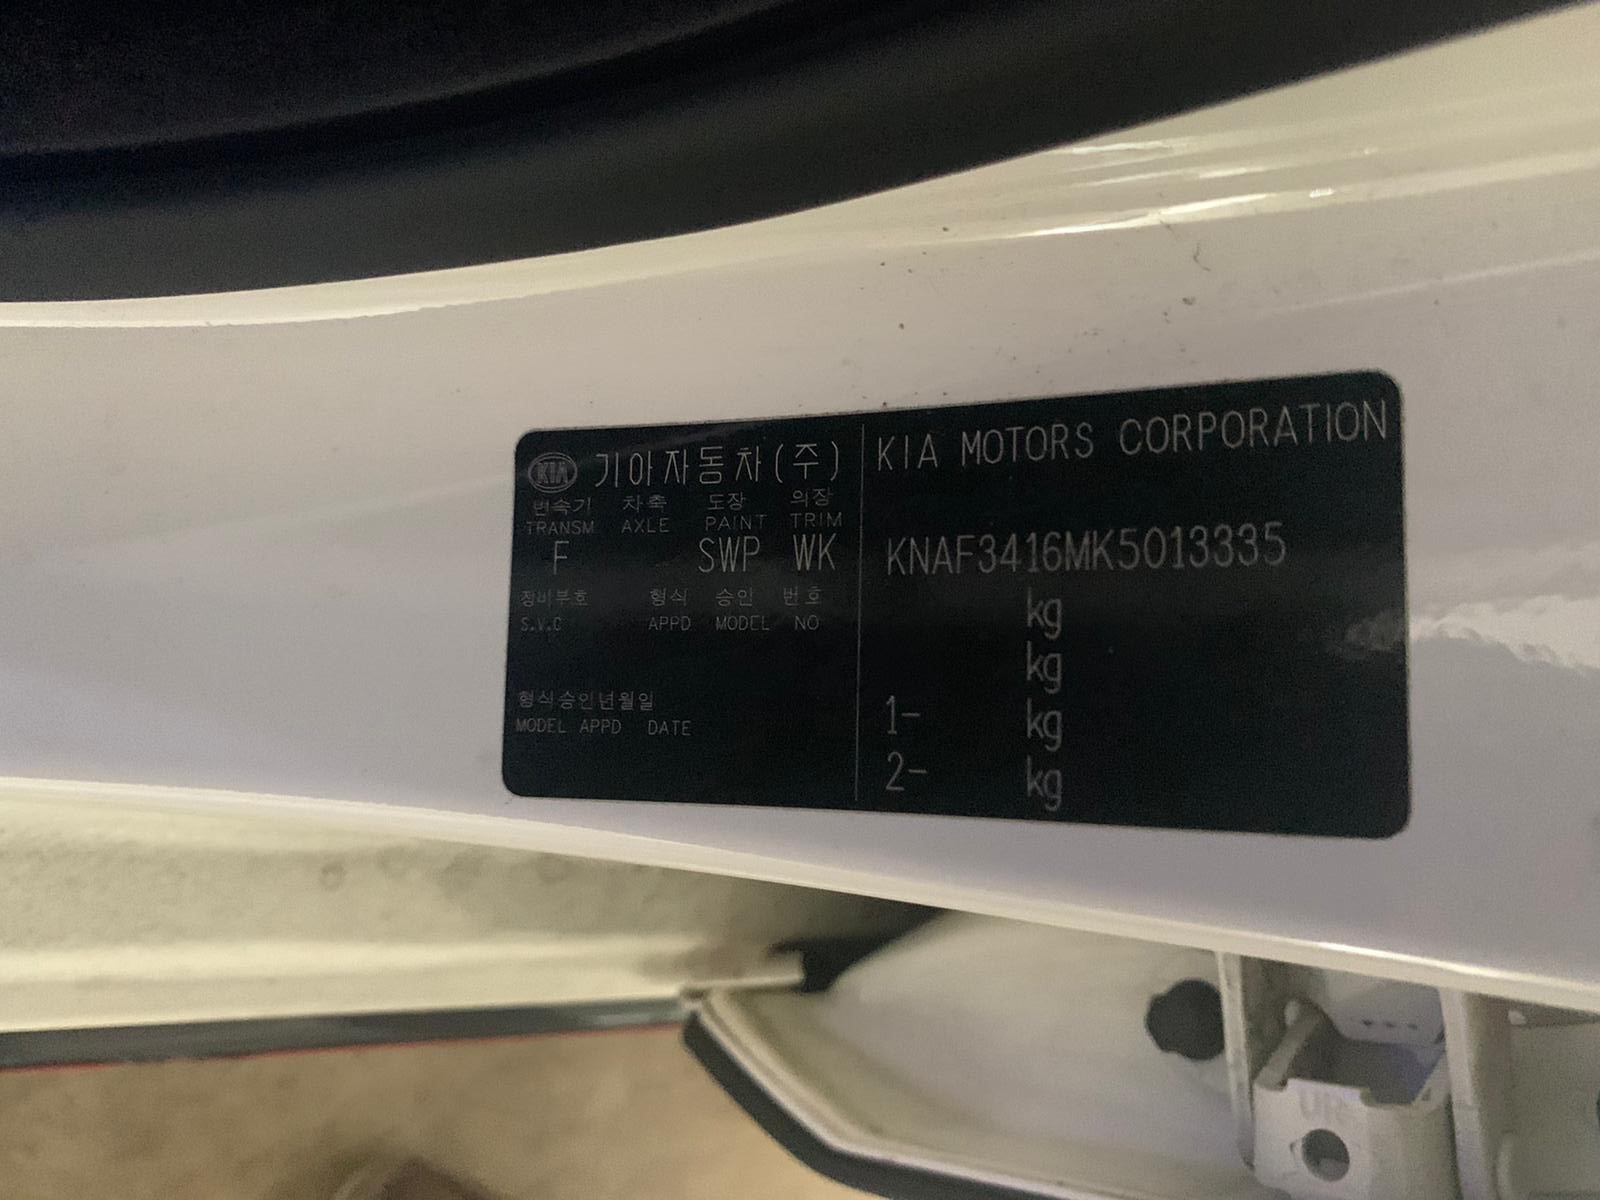 KIA 기아자동차(주)
변속기 차축 도장 의장
TRANSM AXLE PAINT TRIM
F SWP WK
정비부호 형식 승인 번호
S.V.C APPD MODEL NO
형식승인년월일
MODEL APPD DATE
KIA MOTORS CORPORATION
KNAF3416MK5013335
kg
kg
1- kg
2- kg